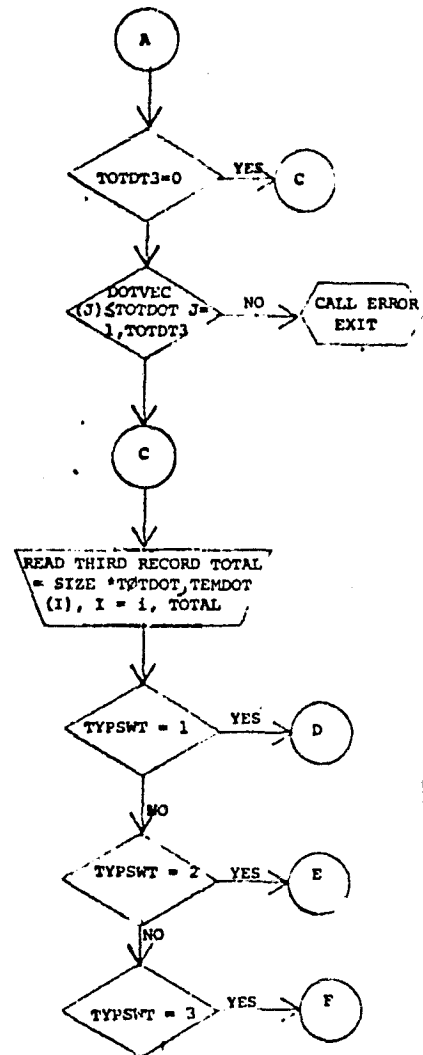 A
TOTDT3=0
YES
C
DOTVEC
(J)≤TOTDOT J=
1,TOTDT3
NO
CALL ERROR
EXIT
C
READ THIRD RECORD TOTAL
= SIZE *TØTDOT,TEMDOT
(I), I = i, TOTAL
TYPSWT = 1
YES
D
NO
TYPSWT = 2
YES
E
NO
TYPSWT = 3
YES
F